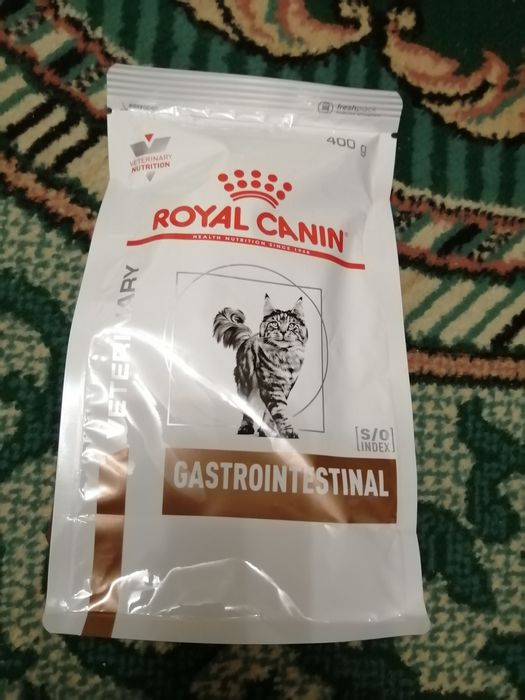 freshpack
400 g
VETERINARY
NUTRITION
ROYAL CANIN
HEALTH NUTRITION SINCE 1968
VETERINARY
[S/O]
INDEX
GASTROINTESTINAL